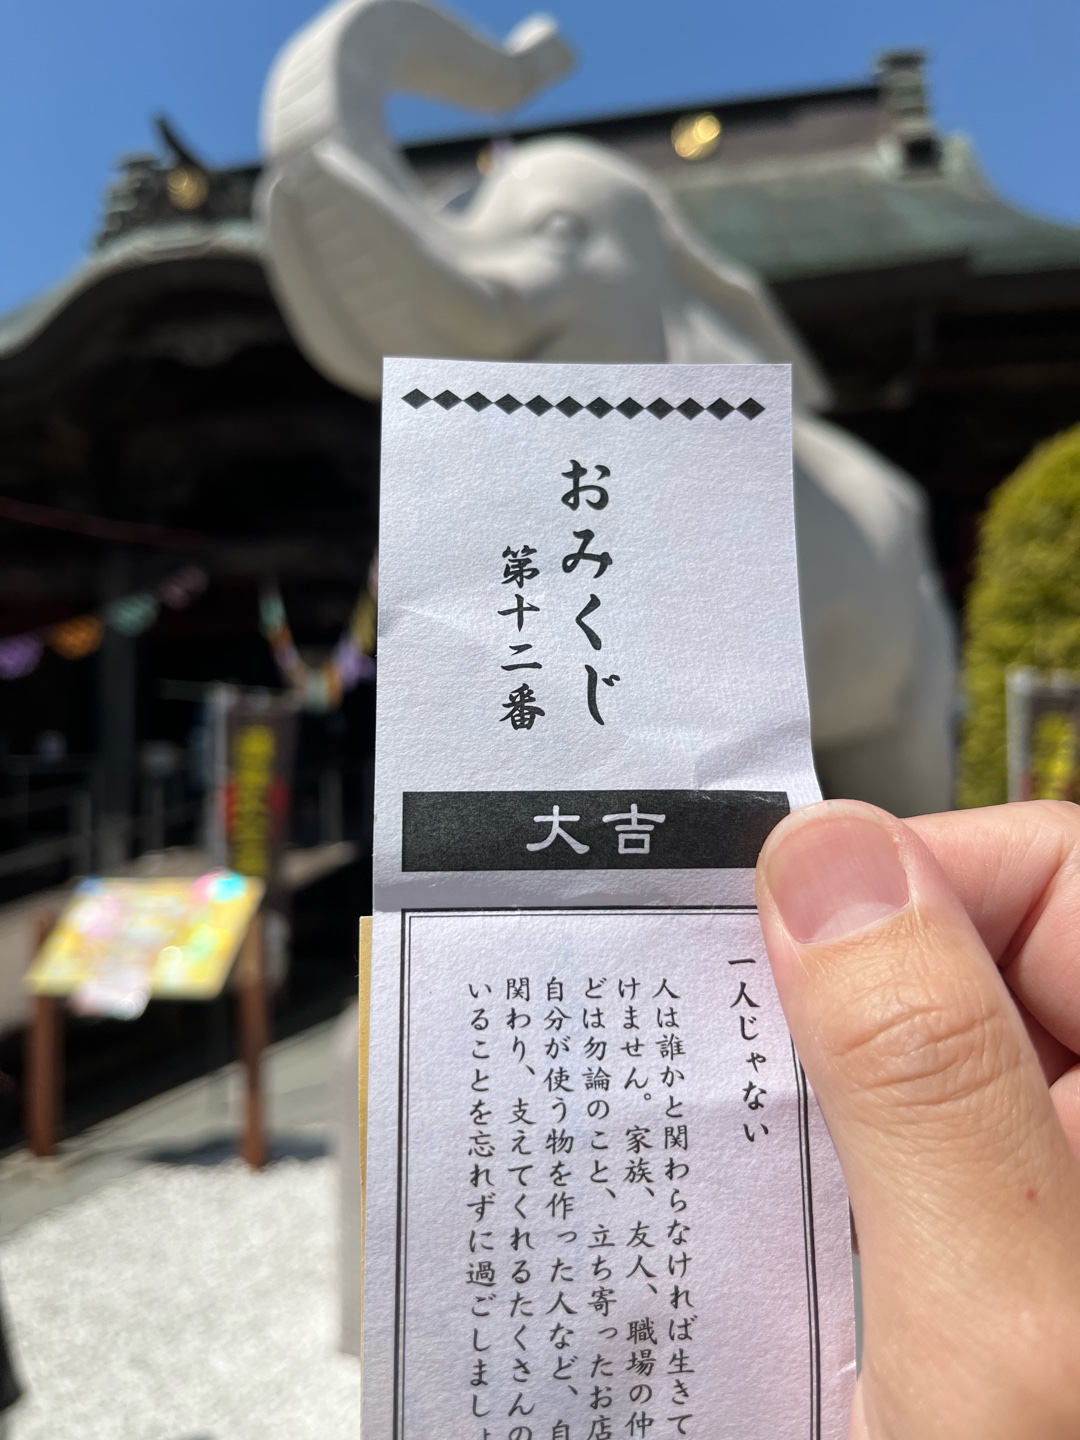 おみくじ
第十二番
大吉
一人じゃない
人は誰かと関わらなければ生きて
けません。家族、友人、職場の仲
どは勿論のこと、立ち寄ったお店
自分が使う物を作った人など、自
関わり、支えてくれるたくさんの
いることを忘れずに過ごしましょ